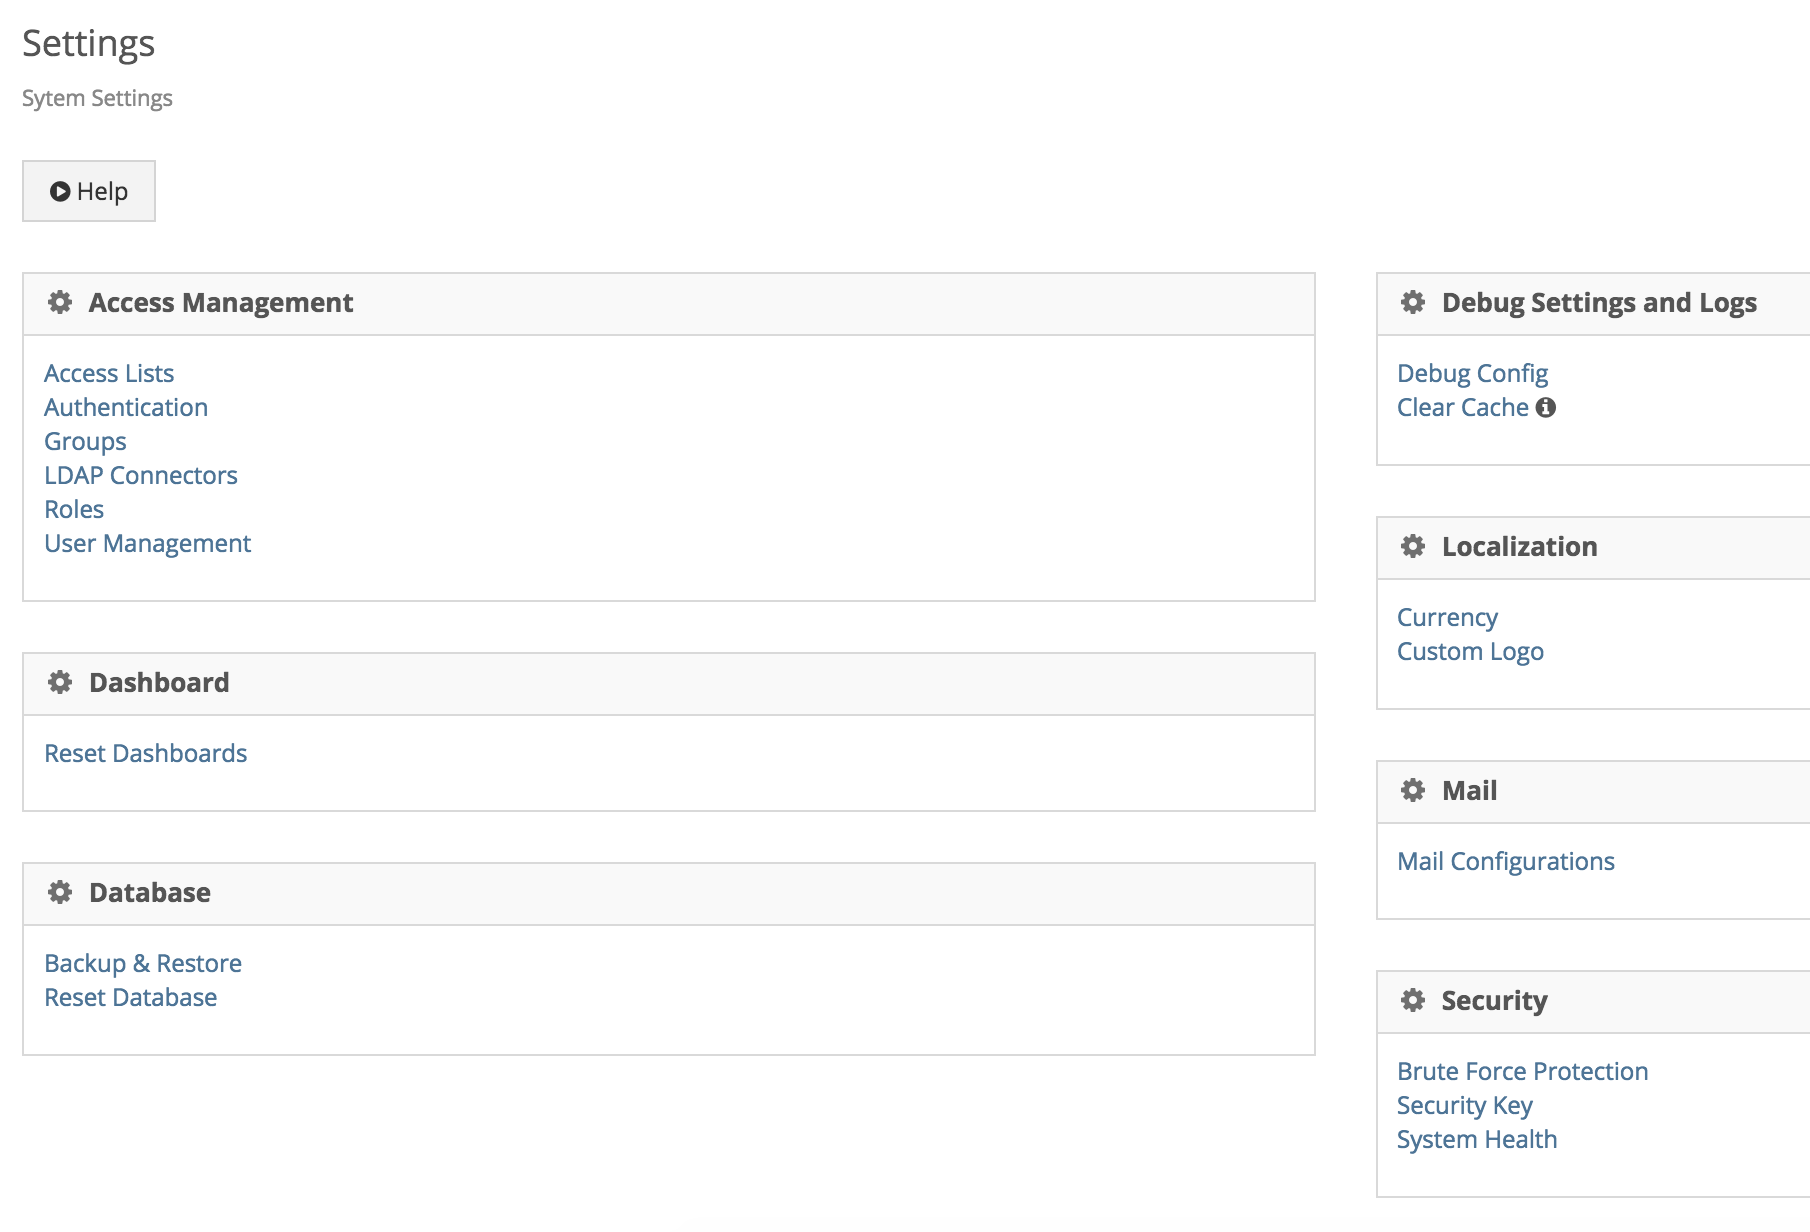 Settings
Sytem Settings
Help
Access Management
Access Lists
Authentication
Groups
LDAP Connectors
Roles
User Management
Dashboard
Reset Dashboards
Database
Backup & Restore
Reset Database
Debug Settings and Logs
Debug Config
Clear Cache
Localization
Currency
Custom Logo
Mail
Mail Configurations
Security
Brute Force Protection
Security Key
System Health